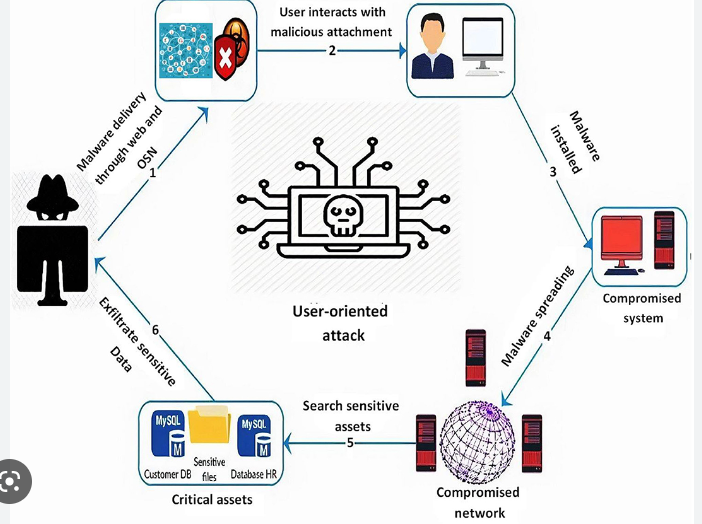 User interacts with
malicious attachment
2
Malware delivery
through web and
OSN
1
Malware
installed
3
Compromised
system
Malware spreading
4
User-oriented
attack
Exfiltrate sensitive
Data
6
Search sensitive
assets
5
MySQL
MySQL
Customer DB
Sensitive
files
Database HR
Critical assets
Compromised
network